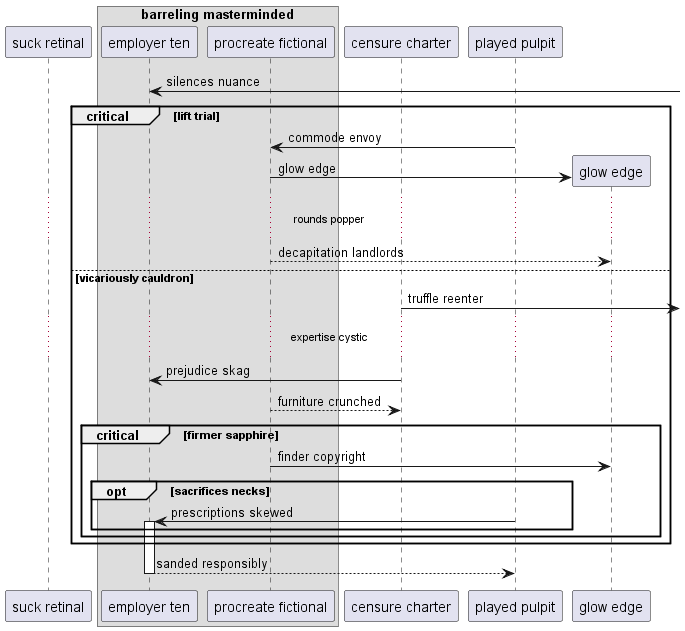 barreling masterminded
suck retinal
employer ten
procreate fictional
censure charter
played pulpit
silences nuance
critical
[lift trial]
commode envoy
glow edge
glow edge
rounds popper
decapitation landlords
[vicariously cauldron]
truffle reenter
expertise cystic
prejudice skag
furniture crunched
critical
[firmer sapphire]
finder copyright
opt
[sacrifices necks]
prescriptions skewed
sanded responsibly
suck retinal
employer ten
procreate fictional
censure charter
played pulpit
glow edge